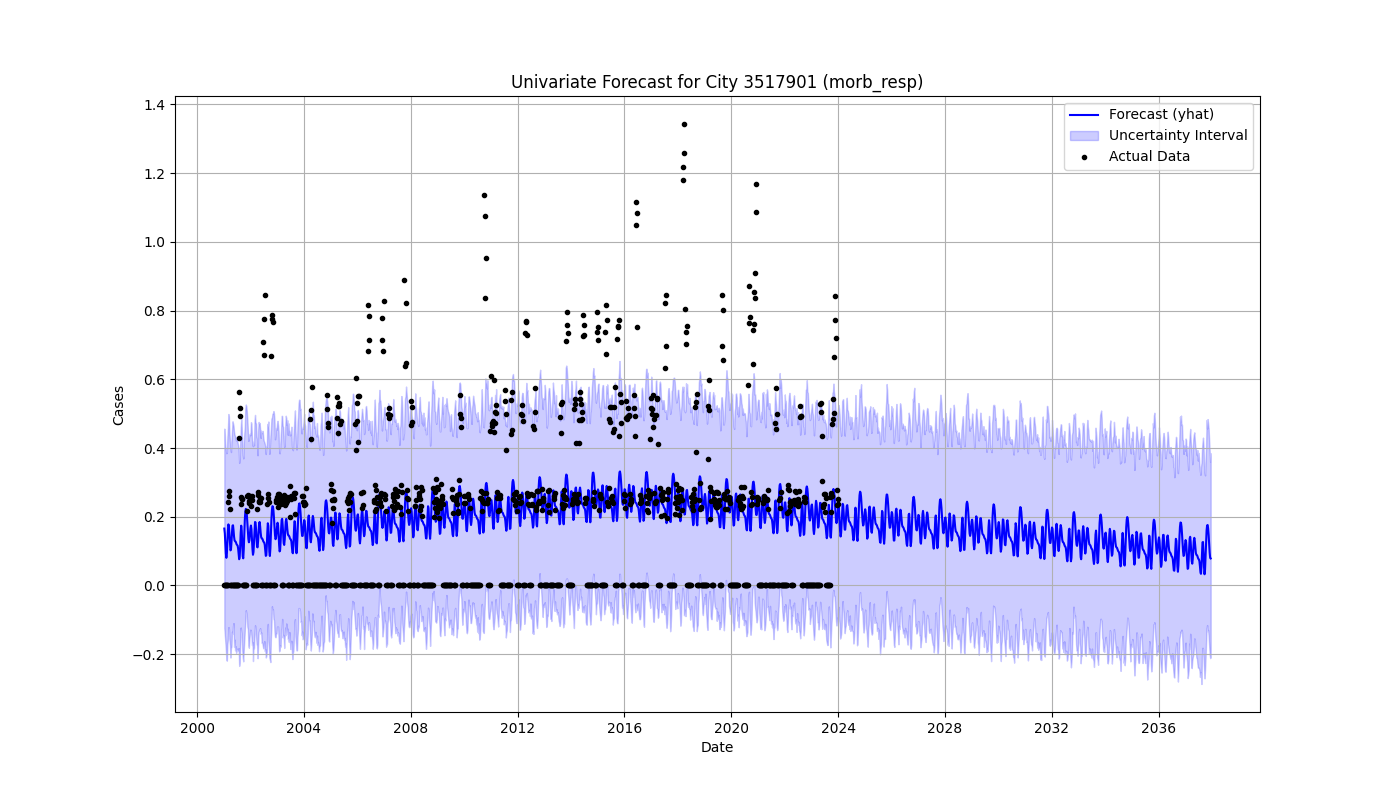 Univariate Forecast for City 3517901 (morb_resp)
Forecast (yhat)
Uncertainty Interval
Actual Data
Cases
1.4
1.2
1.0
0.8
0.6
0.4
0.2
0.0
−0.2
2000 2004 2008 2012 2016 2020 2024 2028 2032 2036
Date